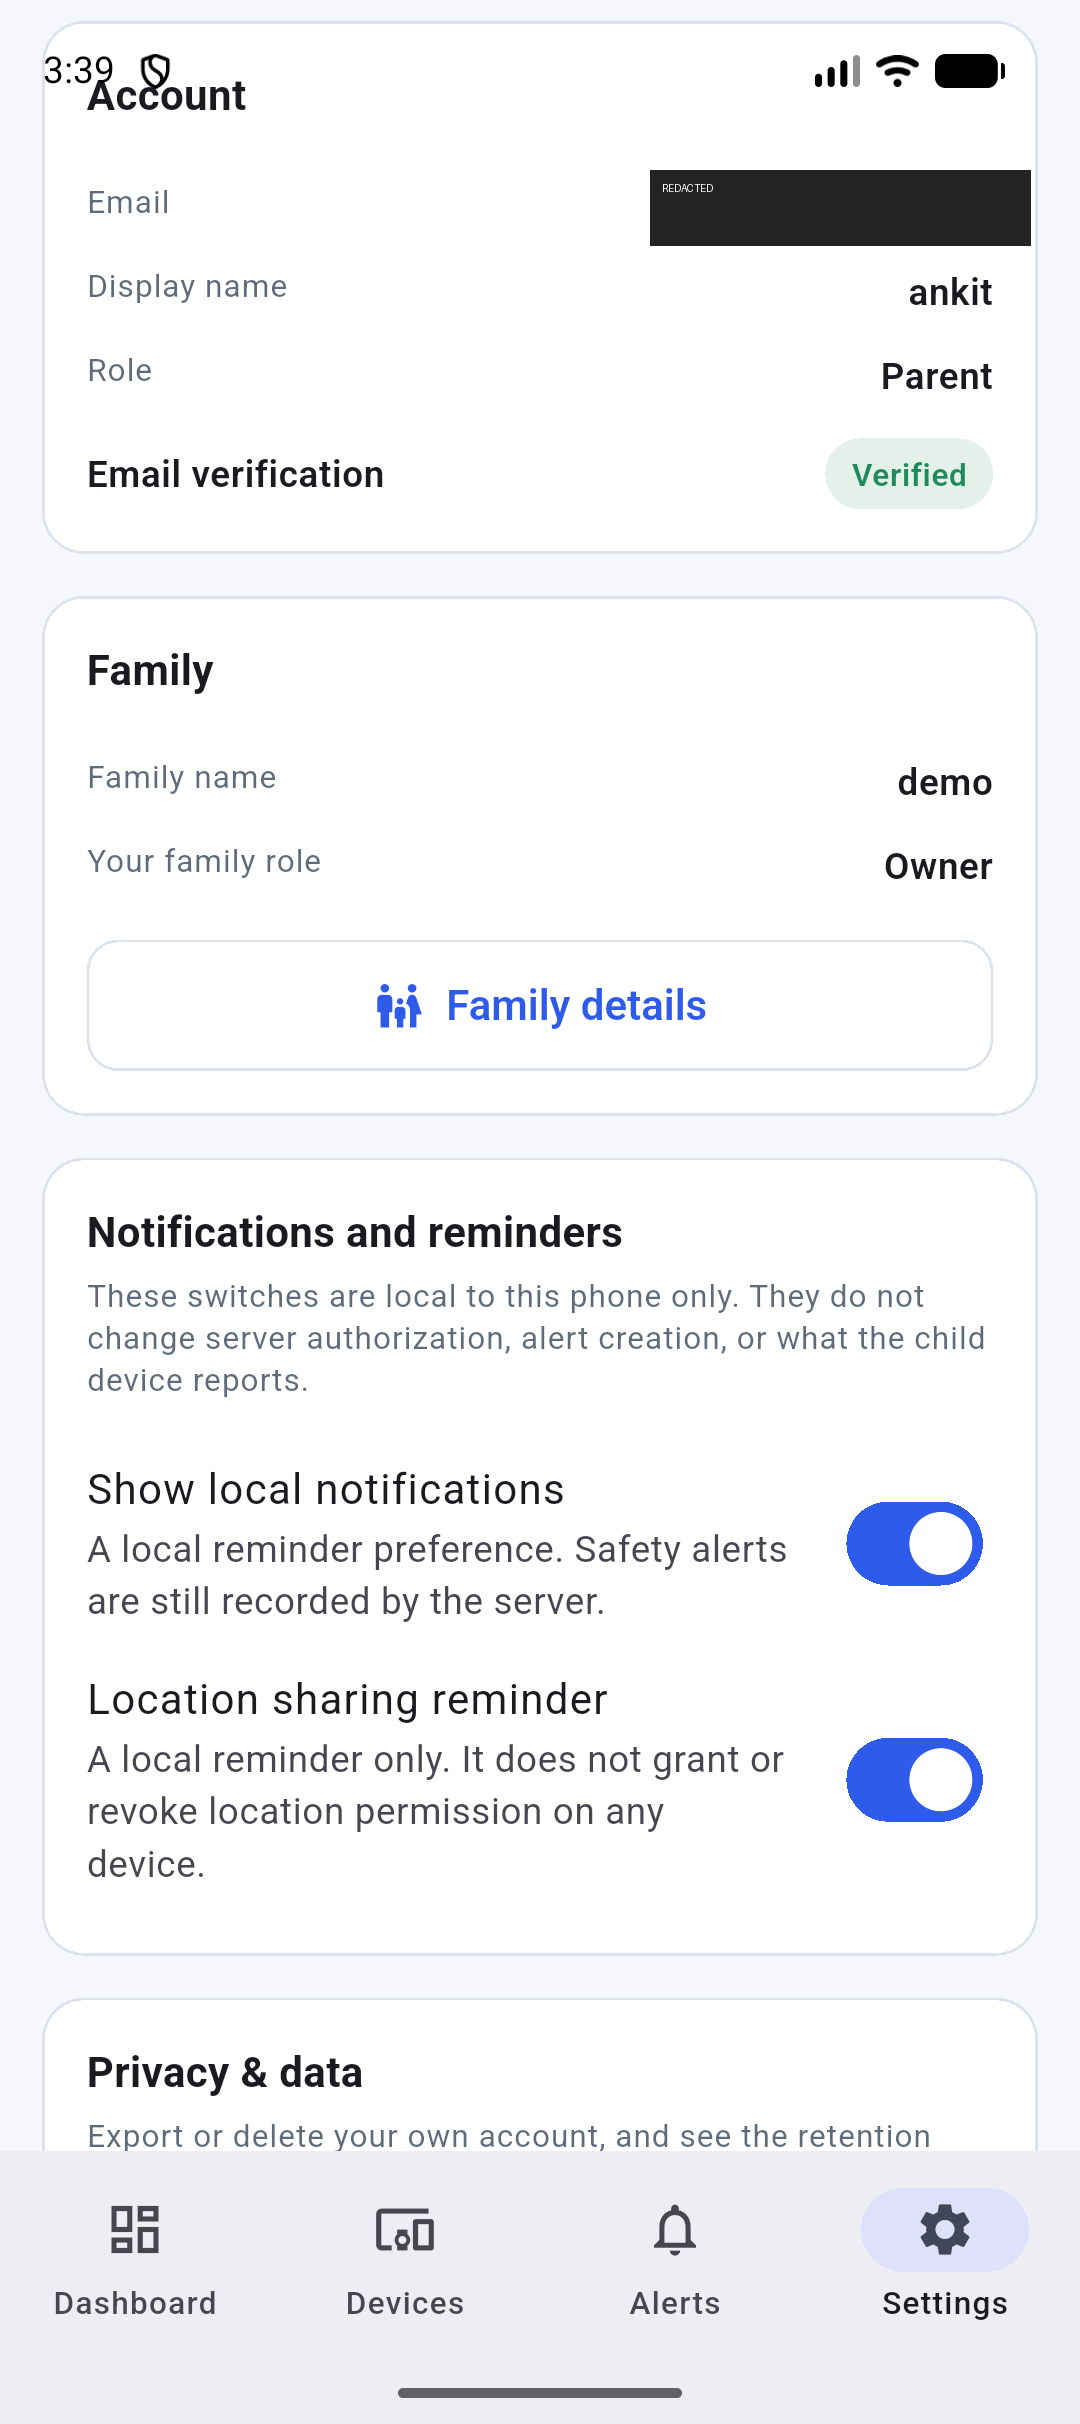 3:39
Account
Email
REDACTED
Display name
ankit
Role
Parent
Email verification
Verified
Family
Family name
demo
Your family role
Owner
Family details
Notifications and reminders
These switches are local to this phone only. They do not
change server authorization, alert creation, or what the child
device reports.
Show local notifications
A local reminder preference. Safety alerts
are still recorded by the server.
Location sharing reminder
A local reminder only. It does not grant or
revoke location permission on any
device.
Privacy & data
Export or delete your own account, and see the retention
Dashboard
Devices
Alerts
Settings